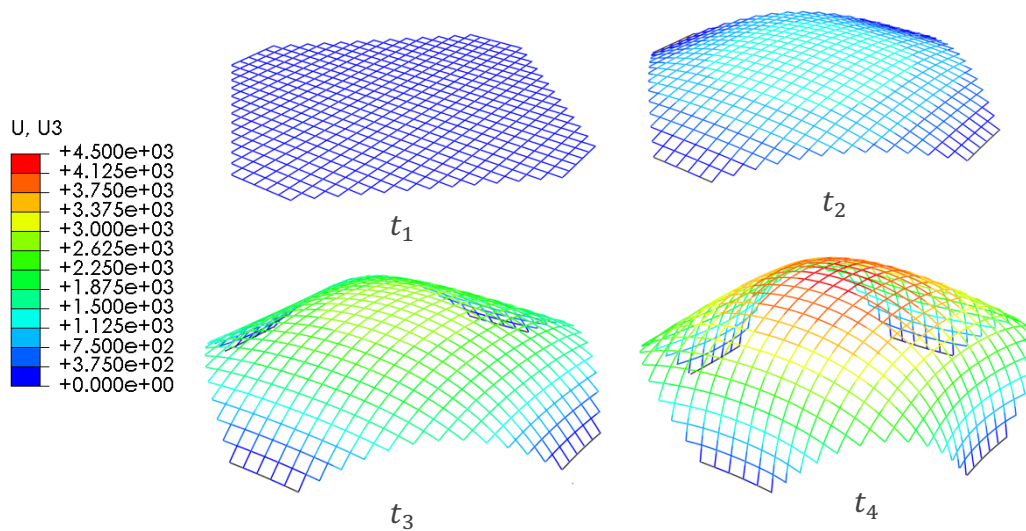 U, U3
+4.500e+03
+4.125e+03
+3.750e+03
+3.375e+03
+3.000e+03
+2.625e+03
+2.250e+03
+1.875e+03
+1.500e+03
+1.125e+03
+7.500e+02
+3.750e+02
+0.000e+00
t₁
t₂
t₃
t₄